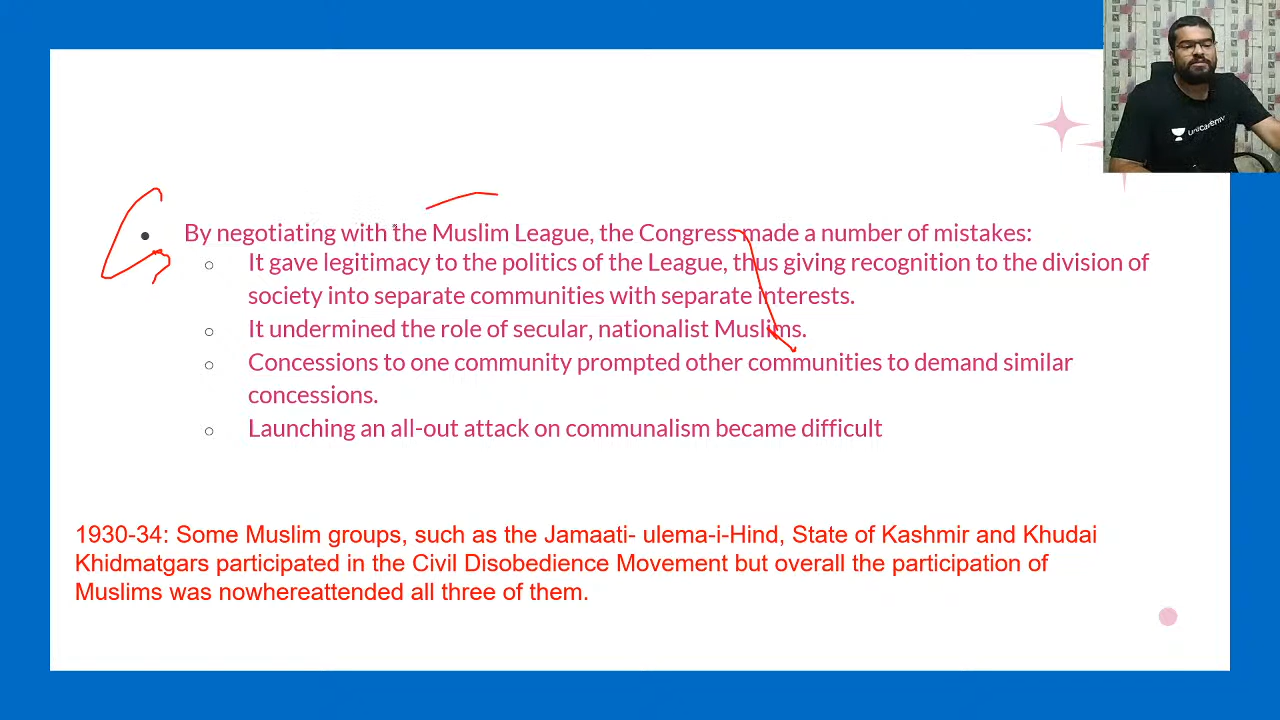 unacademy
By negotiating with the Muslim League, the Congress made a number of mistakes:
It gave legitimacy to the politics of the League, thus giving recognition to the division of
society into separate communities with separate interests.
It undermined the role of secular, nationalist Muslims.
Concessions to one community prompted other communities to demand similar
concessions.
Launching an all-out attack on communalism became difficult
1930-34: Some Muslim groups, such as the Jamaati- ulema-i-Hind, State of Kashmir and Khudai
Khidmatgars participated in the Civil Disobedience Movement but overall the participation of
Muslims was nowhereattended all three of them.